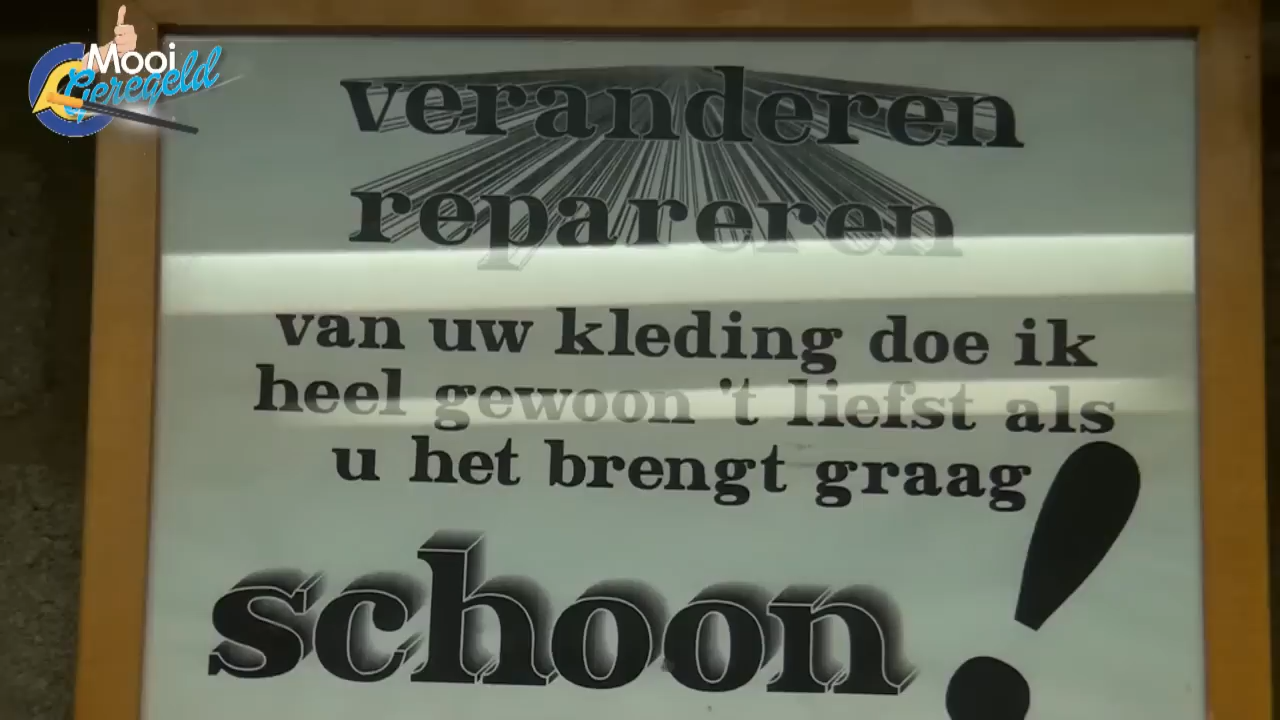 Mooi
Geregeld
veranderen
repareren
van uw kleding doe ik
heel gewoon 't liefst als
u het brengt graag
schoon!